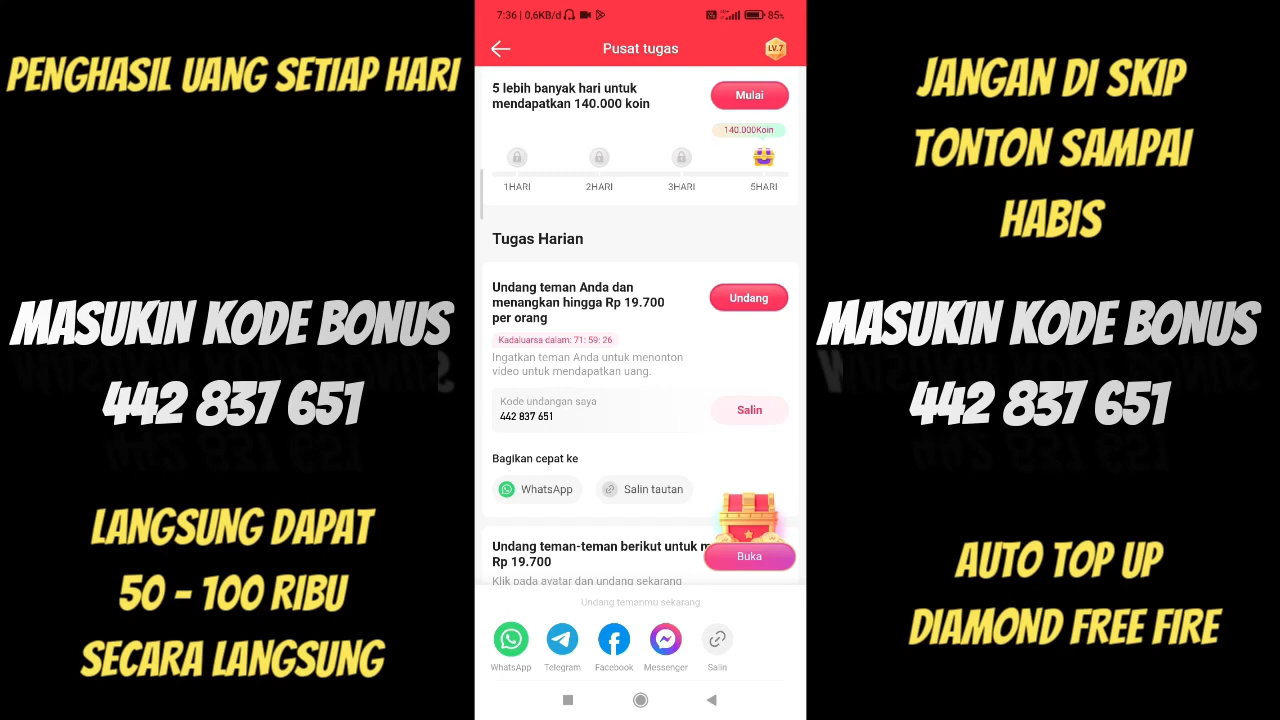 PENGHASIL UANG SETIAP HARI
MASUKIN KODE BONUS
442 837 651
LANGSUNG DAPAT
50 - 100 RIBU
SECARA LANGSUNG
7:36 | 0,6KB/d
85%
Pusat tugas
LV.7
5 lebih banyak hari untuk
mendapatkan 140.000 koin
Mulai
140.000Koin
1HARI
2HARI
3HARI
5HARI
Tugas Harian
Undang teman Anda dan
menangkan hingga Rp 19.700
per orang
Undang
Kadaluarsa dalam: 71: 59: 26
Ingatkan teman Anda untuk menonton
video untuk mendapatkan uang.
Kode undangan saya
442 837 651
Salin
Bagikan cepat ke
WhatsApp
Salin tautan
Undang teman-teman berikut untuk m
Rp 19.700
Buka
Klik pada avatar dan undang sekarang
Undang temanmu sekarang
WhatsApp
Telegram
Facebook
Messenger
Salin
JANGAN DI SKIP
TONTON SAMPAI
HABIS
MASUKIN KODE BONUS
442 837 651
AUTO TOP UP
DIAMOND FREE FIRE